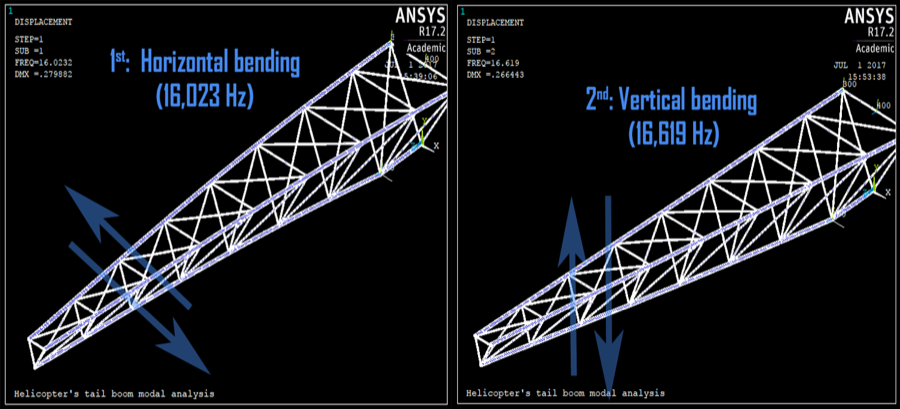 1
DISPLACEMENT
STEP=1
SUB =1
FREQ=16.0232
DMX =.279882
ANSYS
R17.2
Academic
JUL 1 2017
15:39:06
1st: Horizontal bending
(16,023 Hz)
X
Helicopter's tail boom modal analysis
1
DISPLACEMENT
STEP=1
SUB =2
FREQ=16.619
DMX =.266443
ANSYS
R17.2
Academic
JUL 1 2017
15:53:38
2nd: Vertical bending
(16,619 Hz)
X
Helicopter's tail boom modal analysis